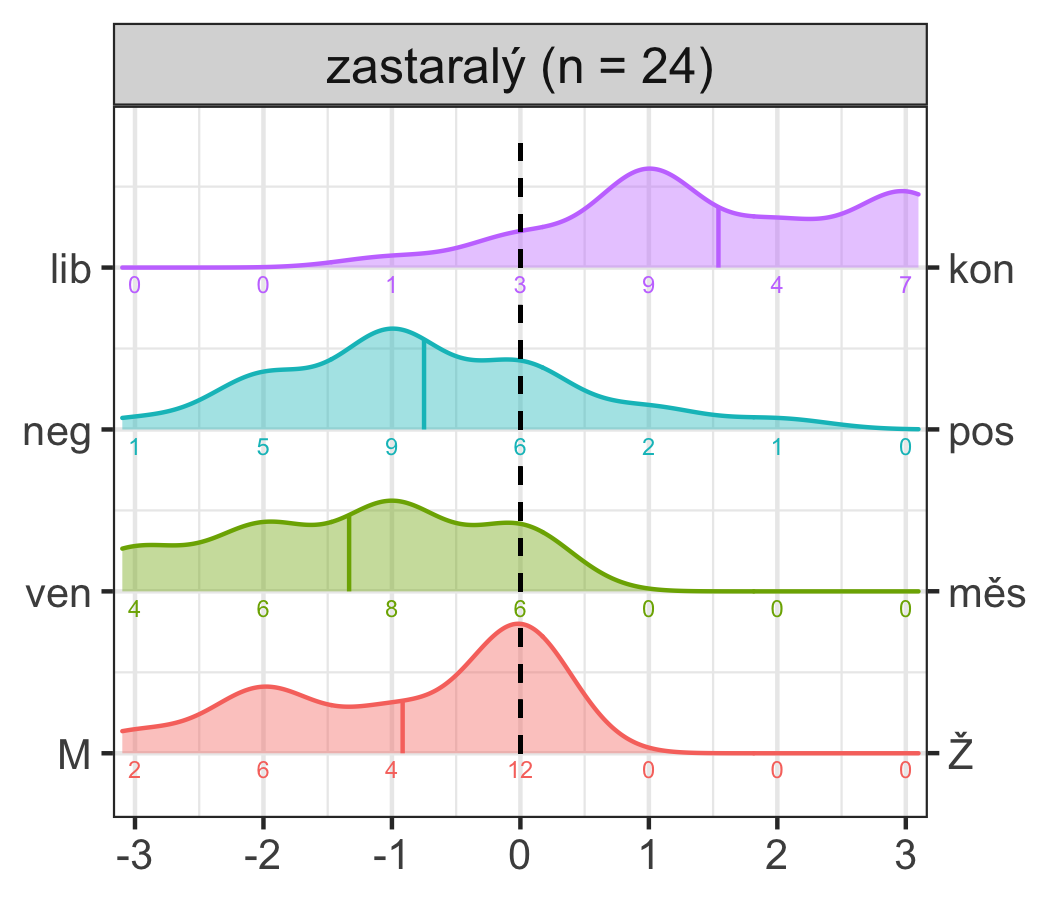 zastaralý (n = 24)
lib kon
0 0 1 3 9 4 7
neg pos
1 5 9 6 2 1 0
ven měs
4 6 8 6 0 0 0
M Ž
2 6 4 12 0 0 0
-3 -2 -1 0 1 2 3